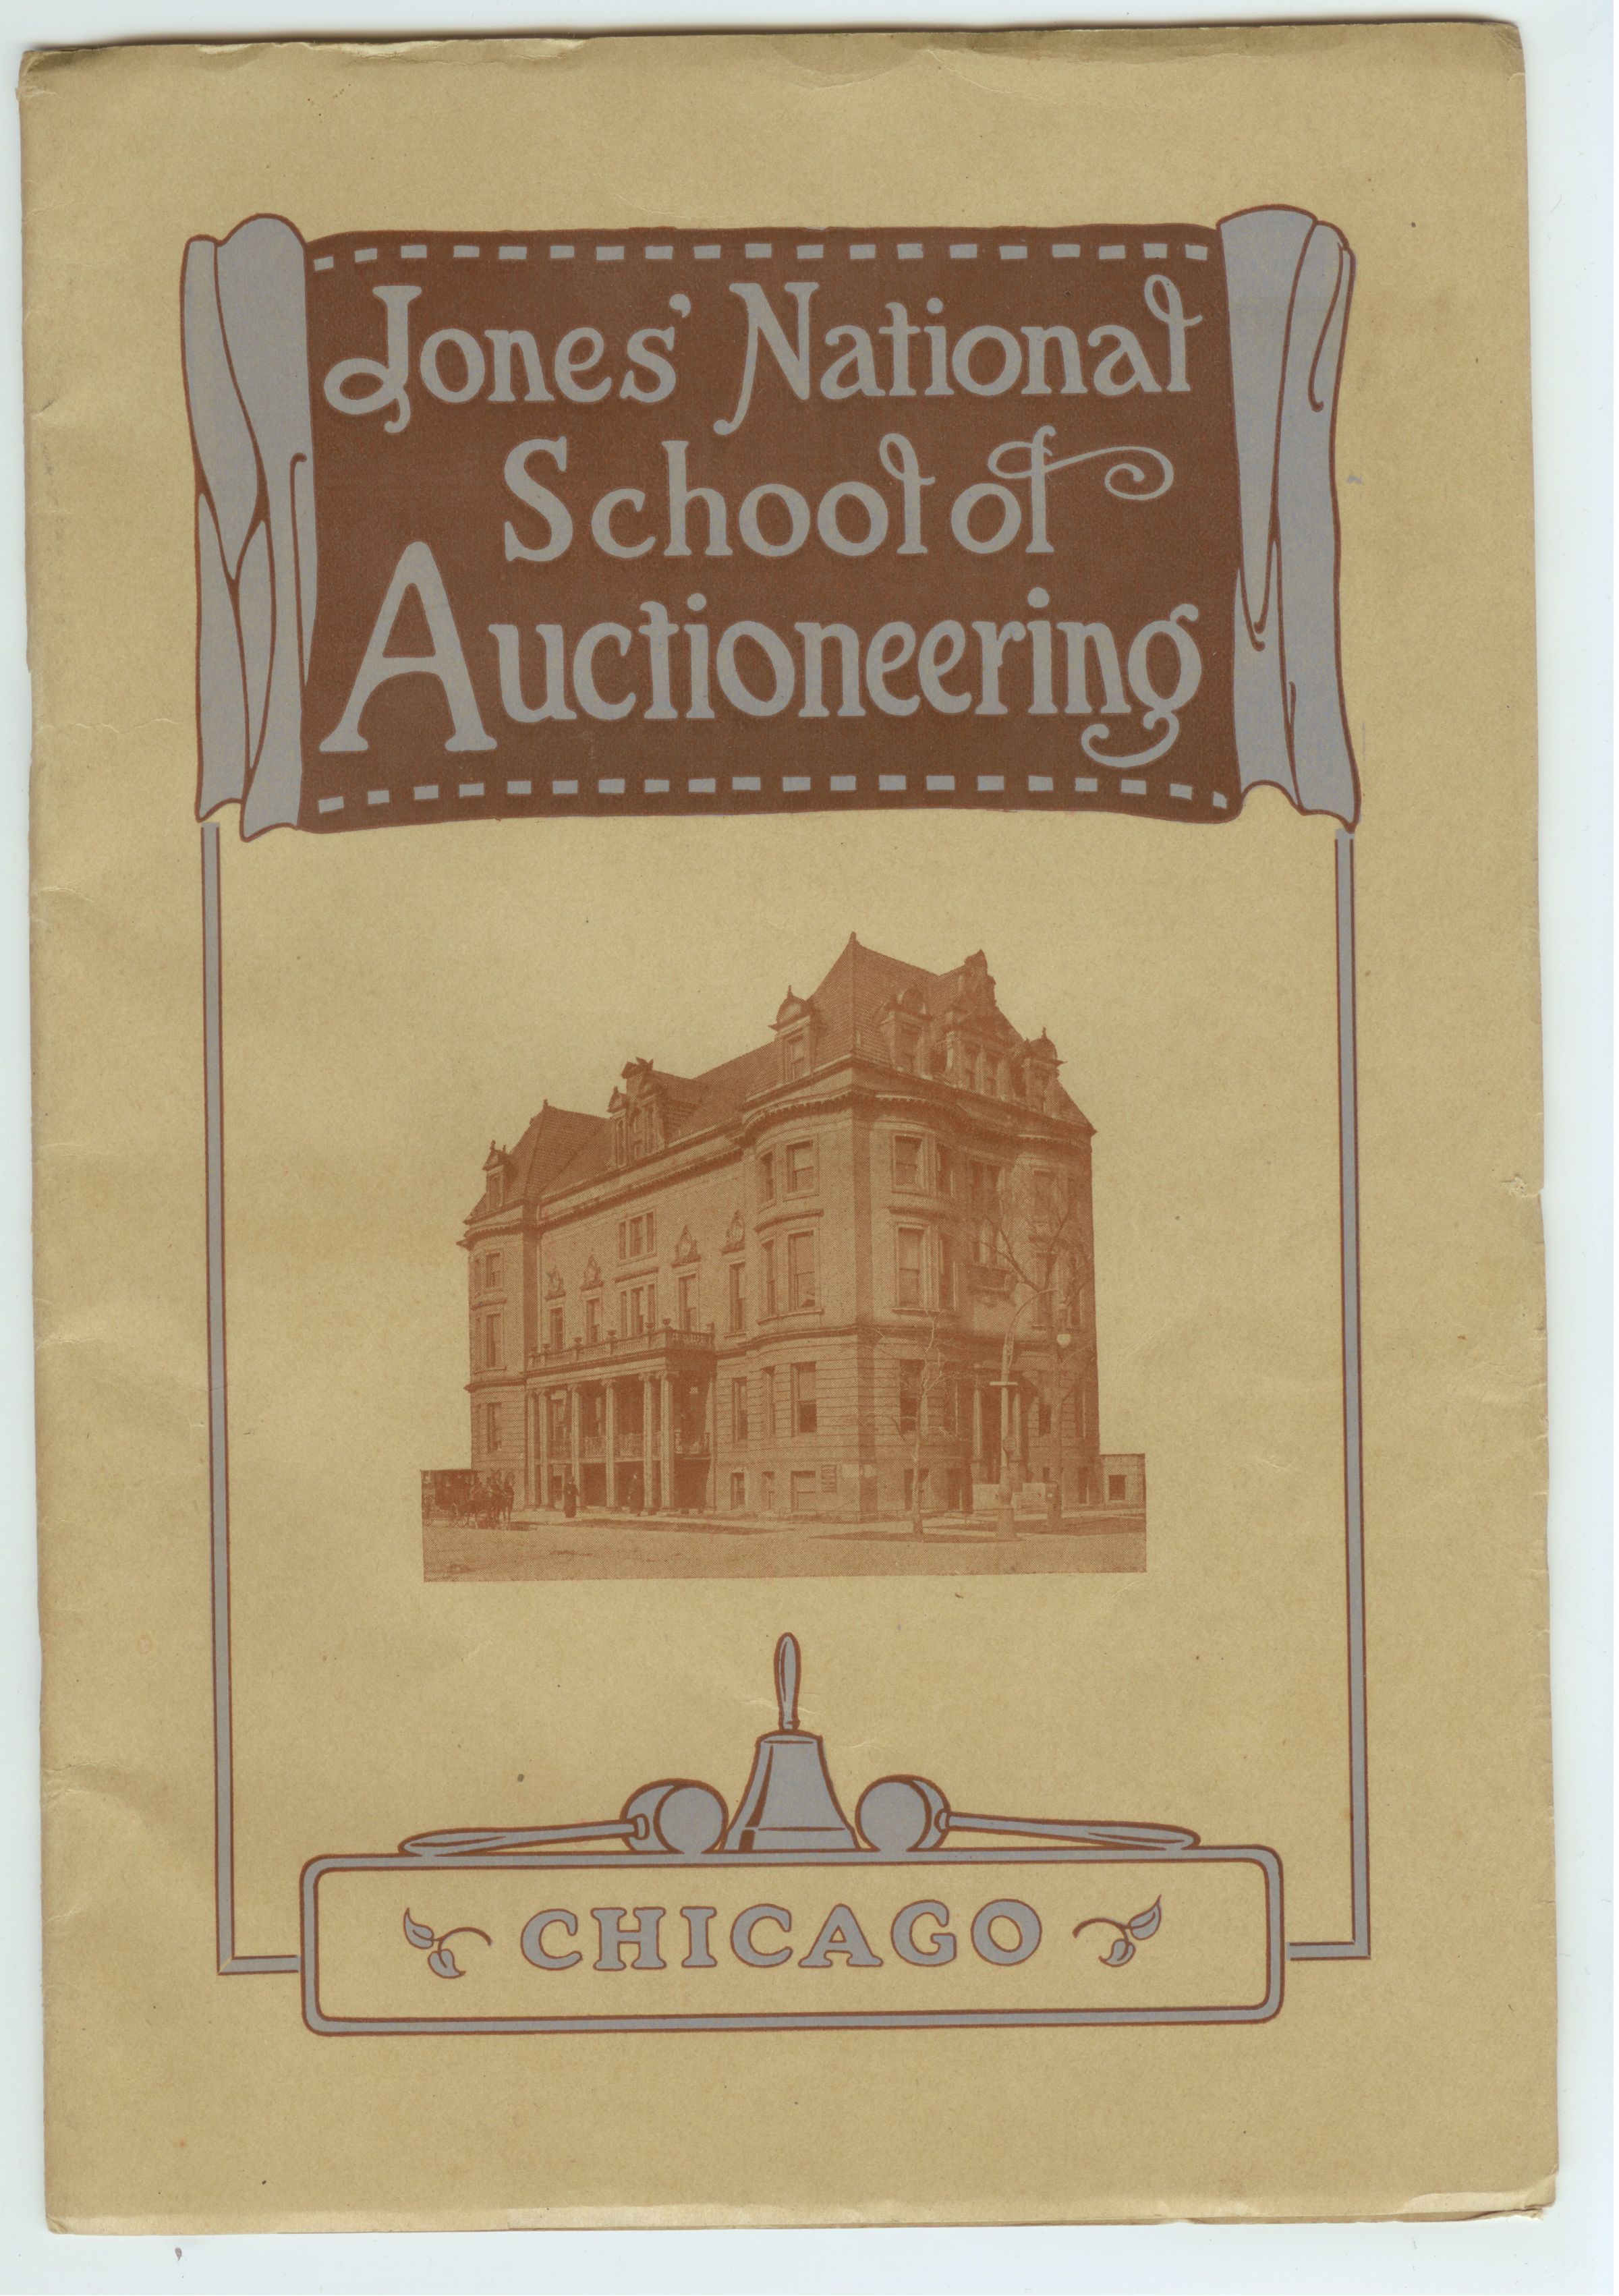 Jones' National
School of
Auctioneering
CHICAGO